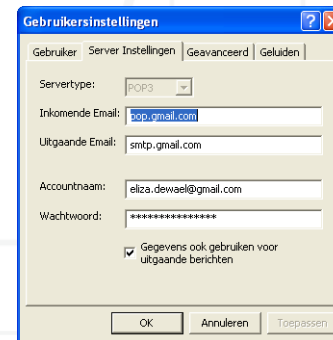 Gebruikersinstellingen
Gebruiker Server Instellingen Geavanceerd Geluiden
Servertype: POP3
Inkomende Email: pop.gmail.com
Uitgaande Email: smtp.gmail.com
Accountnaam: eliza.dewael@gmail.com
Wachtwoord: ***************
Gegevens ook gebruiken voor
uitgaande berichten
OK Annuleren Toepassen